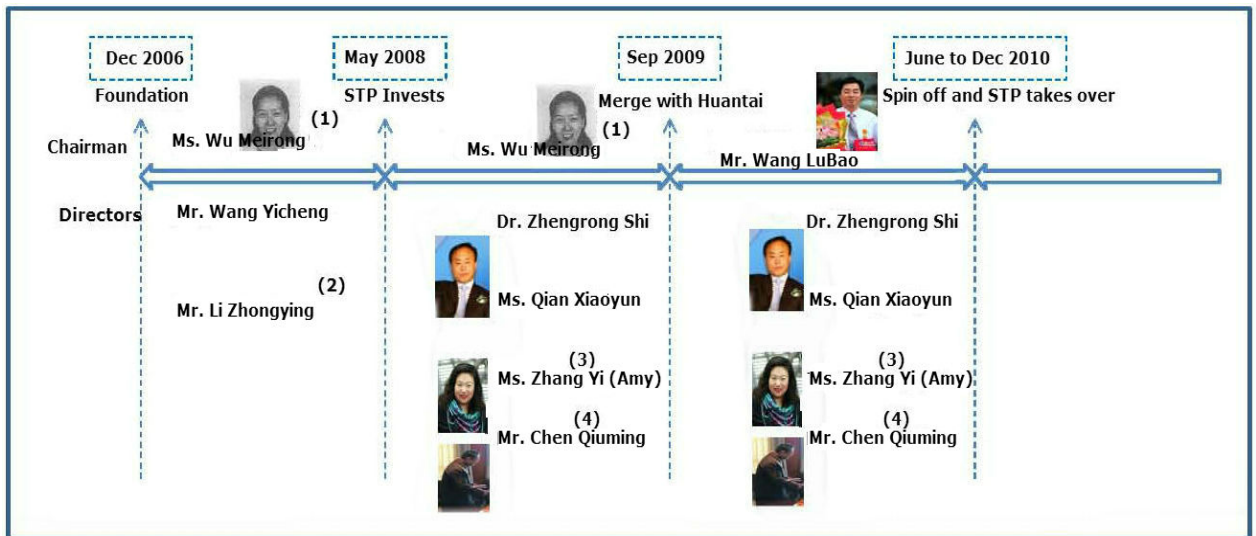 Dec 2006
May 2008
Sep 2009
June to Dec 2010
Foundation
STP Invests
Merge with Huantai
Spin off and STP takes over
(1)
(1)
Chairman
Ms. Wu Meirong
Ms. Wu Meirong
Mr. Wang LuBao
Directors
Mr. Wang Yicheng
Dr. Zhengrong Shi
Dr. Zhengrong Shi
(2)
Mr. Li Zhongying
Ms. Qian Xiaoyun
Ms. Qian Xiaoyun
(3)
(3)
Ms. Zhang Yi (Amy)
Ms. Zhang Yi (Amy)
(4)
(4)
Mr. Chen Qiuming
Mr. Chen Qiuming